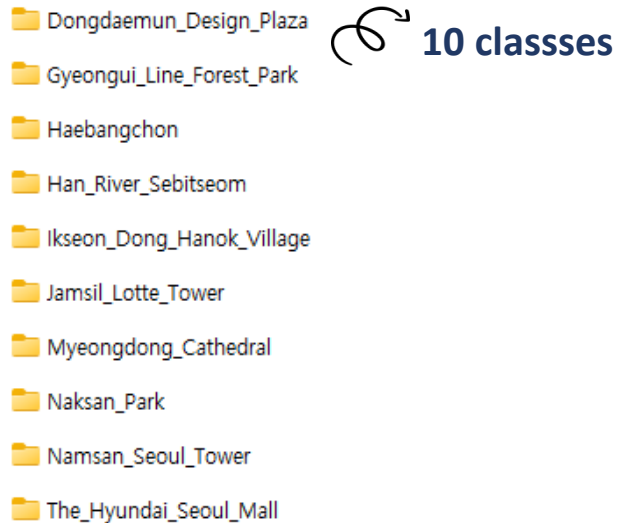 Dongdaemun_Design_Plaza
10 classses
Gyeongui_Line_Forest_Park
Haebangchon
Han_River_Sebitseom
Ikseon_Dong_Hanok_Village
Jamsil_Lotte_Tower
Myeongdong_Cathedral
Naksan_Park
Namsan_Seoul_Tower
The_Hyundai_Seoul_Mall